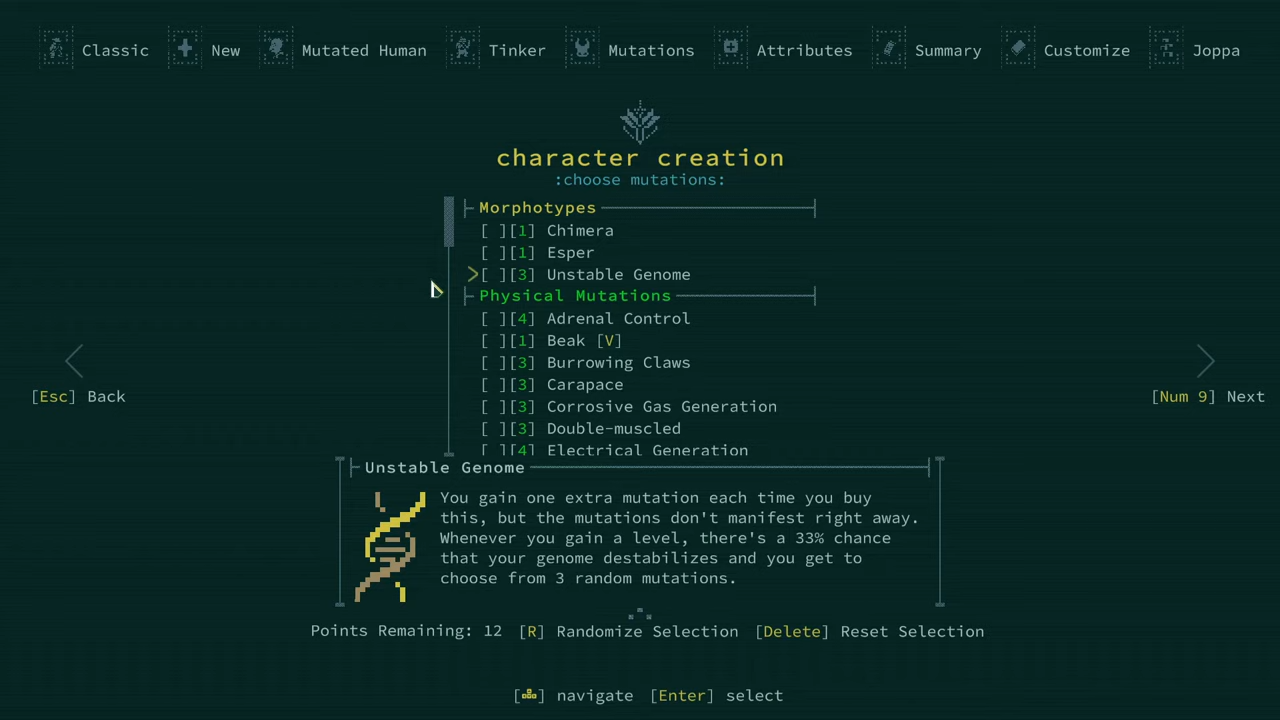 Classic New Mutated Human Tinker Mutations Attributes Summary Customize Joppa
character creation
:choose mutations:
Morphotypes
[ ][1] Chimera
[ ][1] Esper
>[ ][3] Unstable Genome
Physical Mutations
[ ][4] Adrenal Control
[ ][1] Beak [V]
[ ][3] Burrowing Claws
[ ][3] Carapace
[ ][3] Corrosive Gas Generation
[ ][3] Double-muscled
[ ][4] Electrical Generation
[Esc] Back
[Num 9] Next
Unstable Genome
You gain one extra mutation each time you buy
this, but the mutations don't manifest right away.
Whenever you gain a level, there's a 33% chance
that your genome destabilizes and you get to
choose from 3 random mutations.
Points Remaining: 12 [R] Randomize Selection [Delete] Reset Selection
navigate [Enter] select